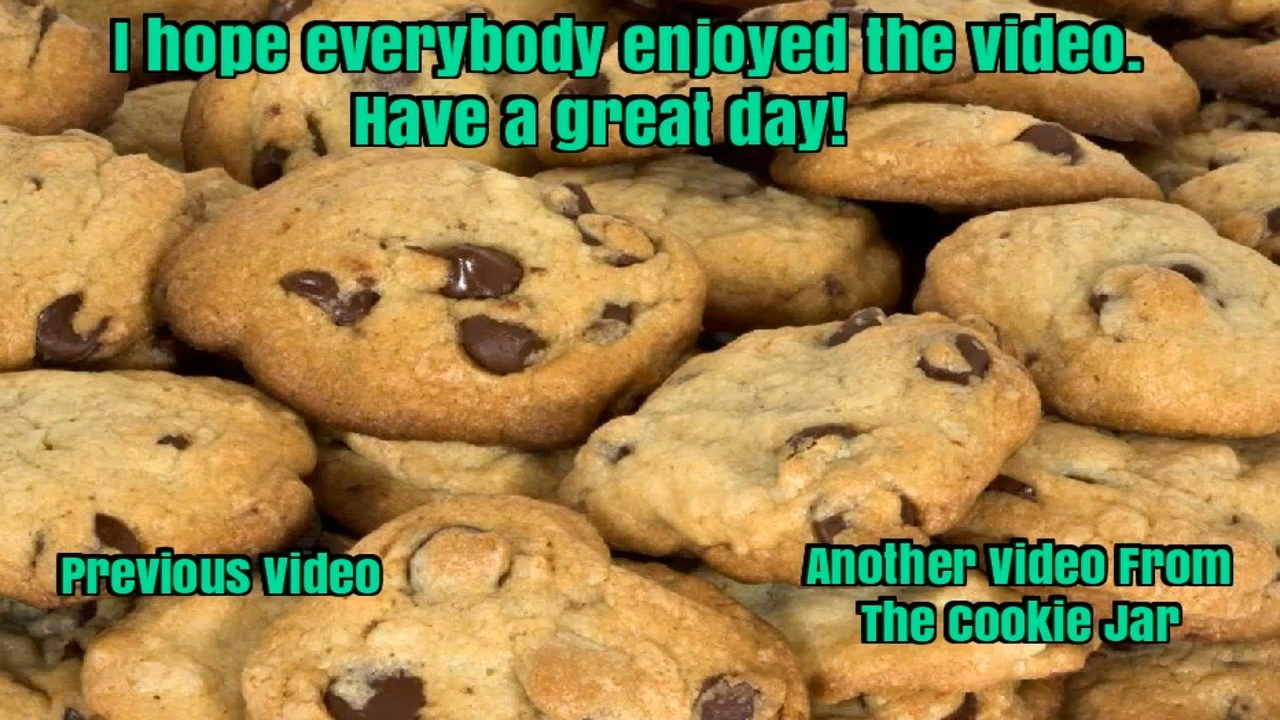 I hope everybody enjoyed the video.
Have a great day!
Previous Video
Another Video From
The Cookie Jar